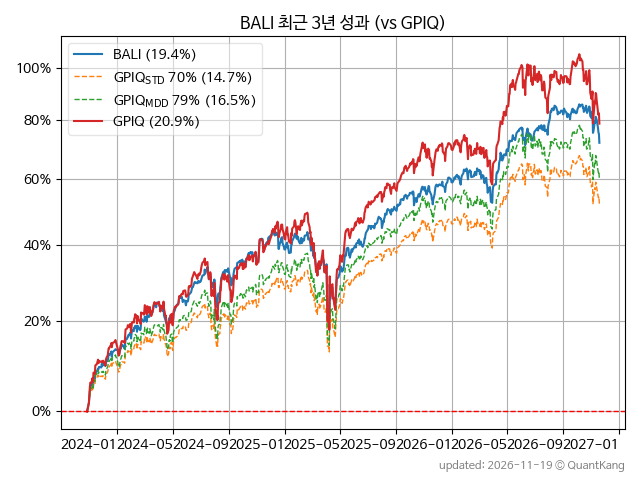 BALI 최근 3년 성과 (vs GPIQ)
BALI (19.4%)
GPIQSTD 70% (14.7%)
GPIQMDD 79% (16.5%)
GPIQ (20.9%)
100%
80%
60%
40%
20%
0%
2024-01 2024-05 2024-09 2025-01 2025-05 2025-09 2026-01 2026-05 2026-09 2027-01
updated: 2026-11-19 © QuantKang